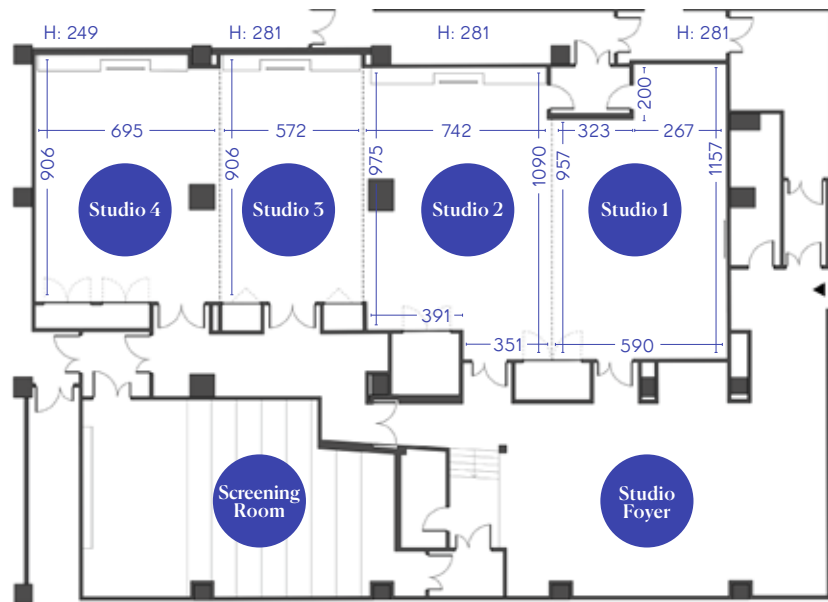 H: 249
H: 281
H: 281
H: 281
695
572
742
323
267
200
906
906
975
1090
957
1157
Studio 4
Studio 3
Studio 2
Studio 1
391
351
590
Screening
Room
Studio
Foyer